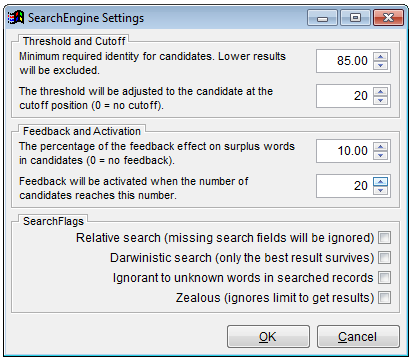 SearchEngine Settings
Threshold and Cutoff
Minimum required identity for candidates. Lower results
will be excluded.
85.00
The threshold will be adjusted to the candidate at the
cutoff position (0 = no cutoff).
20
Feedback and Activation
The percentage of the feedback effect on surplus words
in candidates (0 = no feedback).
10.00
Feedback will be activated when the number of
candidates reaches this number.
20
SearchFlags
Relative search (missing search fields will be ignored)
Darwinistic search (only the best result survives)
Ignorant to unknown words in searched records
Zealous (ignores limit to get results)
OK
Cancel